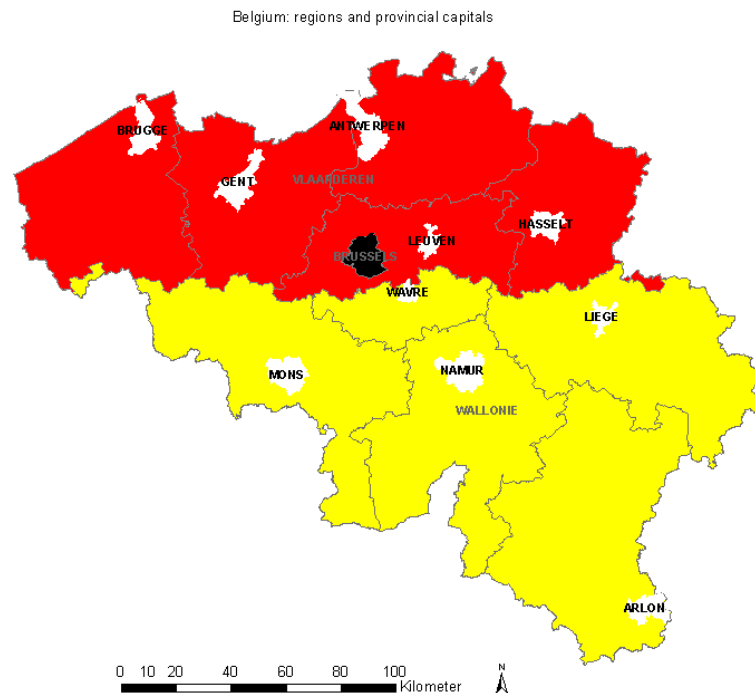 Belgium: regions and provincial capitals
BRUGGE
ANTWERPEN
GENT
VLAARDEREN
HASSELT
LEUVEN
BRUSSELS
WAVRE
LIEGE
MONS
NAMUR
WALLONIE
ARLON
N
0 10 20 40 60 80 100
Kilometer